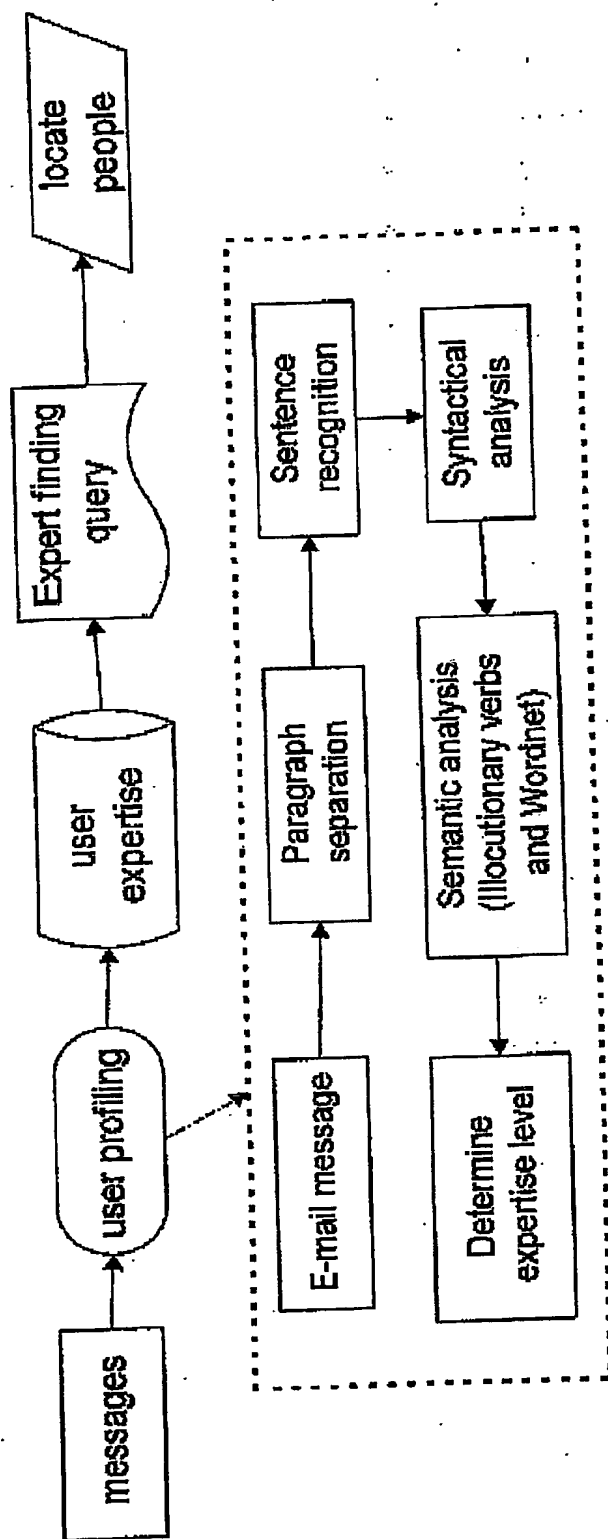 messages
user profiling
user
expertise
Expert finding
query
locate
people
E-mail message
Paragraph
separation
Sentence
recognition
Syntactical
analysis
Semantic analysis
(Illocutionary verbs
and Wordnet)
Determine
expertise level